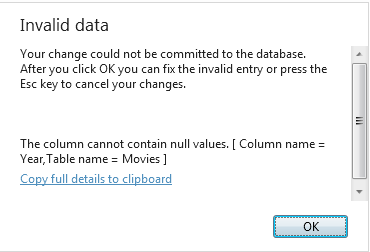 Invalid data
Your change could not be committed to the database.
After you click OK you can fix the invalid entry or press the
Esc key to cancel your changes.
The column cannot contain null values. [ Column name =
Year,Table name = Movies ]
Copy full details to clipboard
OK